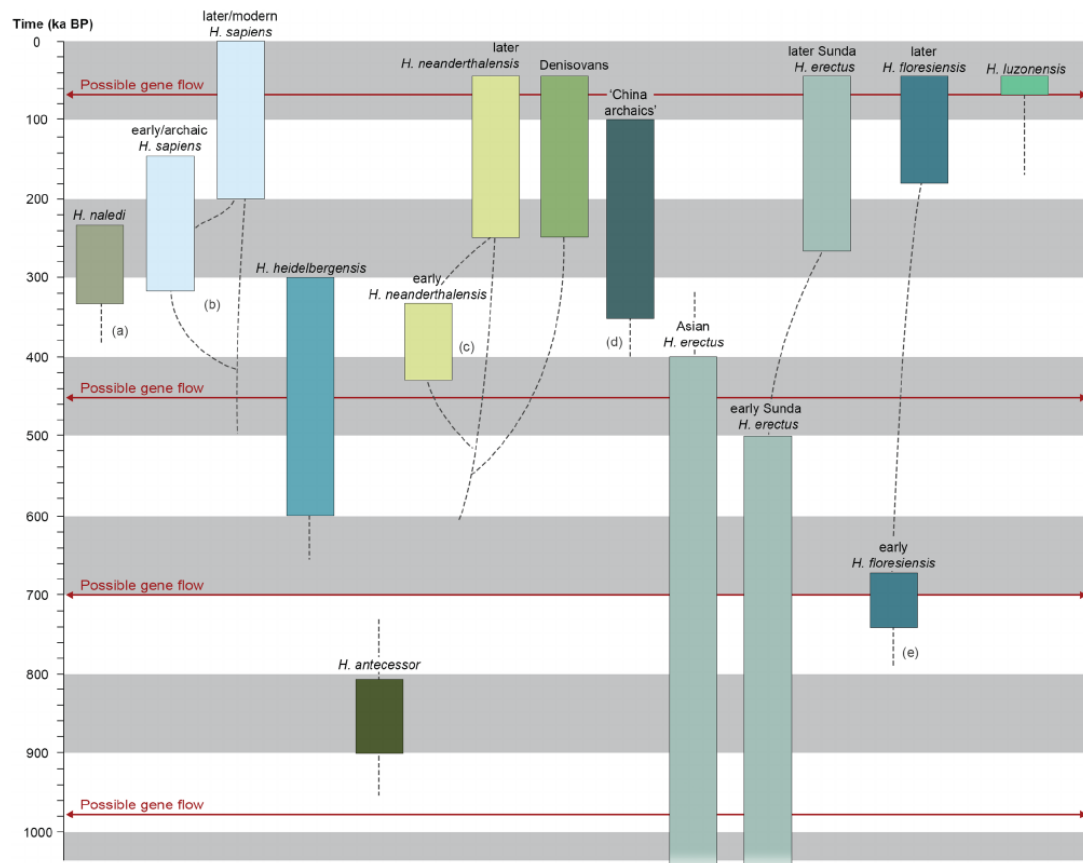 Time (ka BP)
later/modern
H. sapiens
later
H. neanderthalensis
Denisovans
later Sunda
H. erectus
later
H. floresiensis
H. luzonensis
0
Possible gene flow
'China
archaics'
100
early/archaic
H. sapiens
200
H. naledi
H. heidelbergensis
early
H. neanderthalensis
300
(a)
(b)
(c)
(d)
Asian
H. erectus
400
Possible gene flow
early Sunda
H. erectus
500
600
early
H. floresiensis
Possible gene flow
700
(e)
H. antecessor
800
900
Possible gene flow
1000